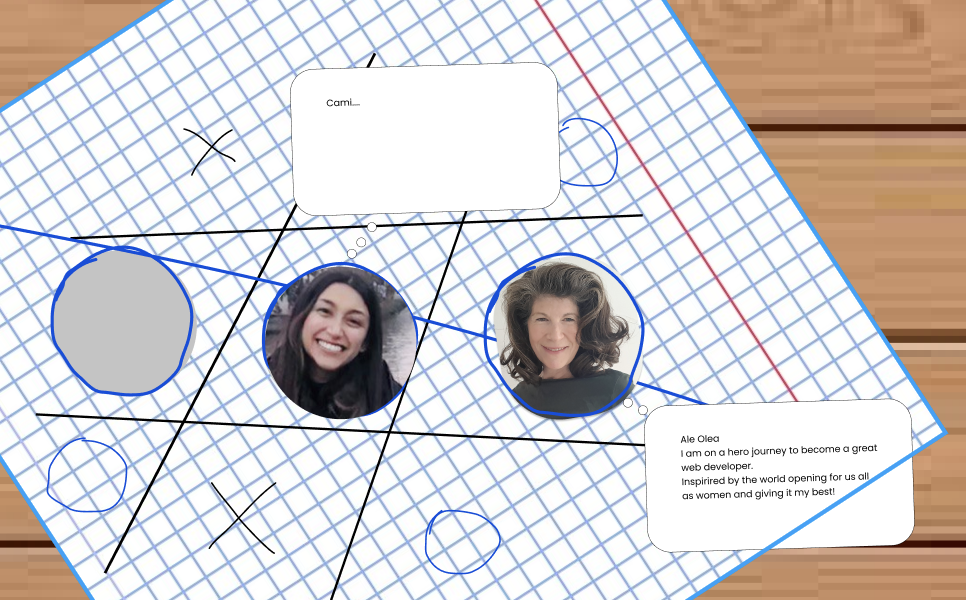 Cami....
Ale Olea
I am on a hero journey to become a great
web developer.
Inspirired by the world opening for us all
as women and giving it my best!